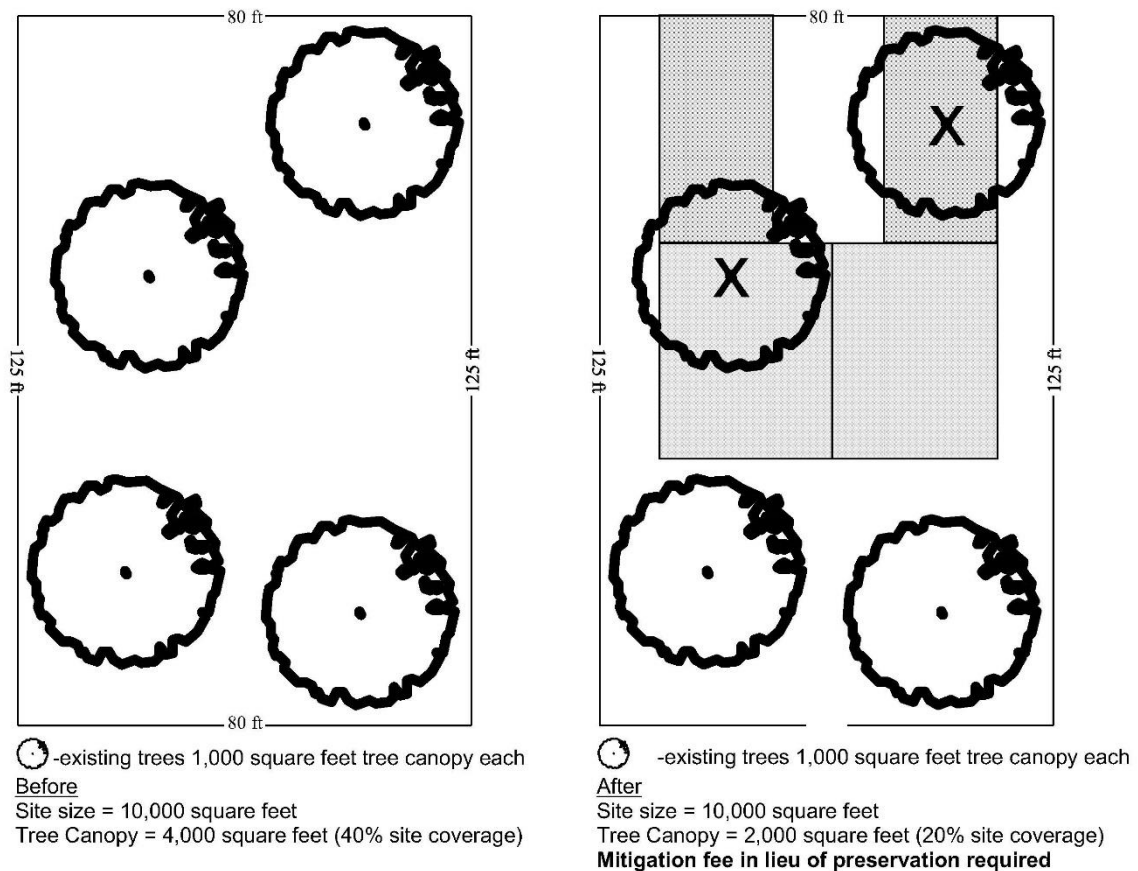 80 ft
125 ft
125 ft
80 ft
-existing trees 1,000 square feet tree canopy each
Before
Site size = 10,000 square feet
Tree Canopy = 4,000 square feet (40% site coverage)
80 ft
X
X
125 ft
125 ft
-existing trees 1,000 square feet tree canopy each
After
Site size = 10,000 square feet
Tree Canopy = 2,000 square feet (20% site coverage)
Mitigation fee in lieu of preservation required